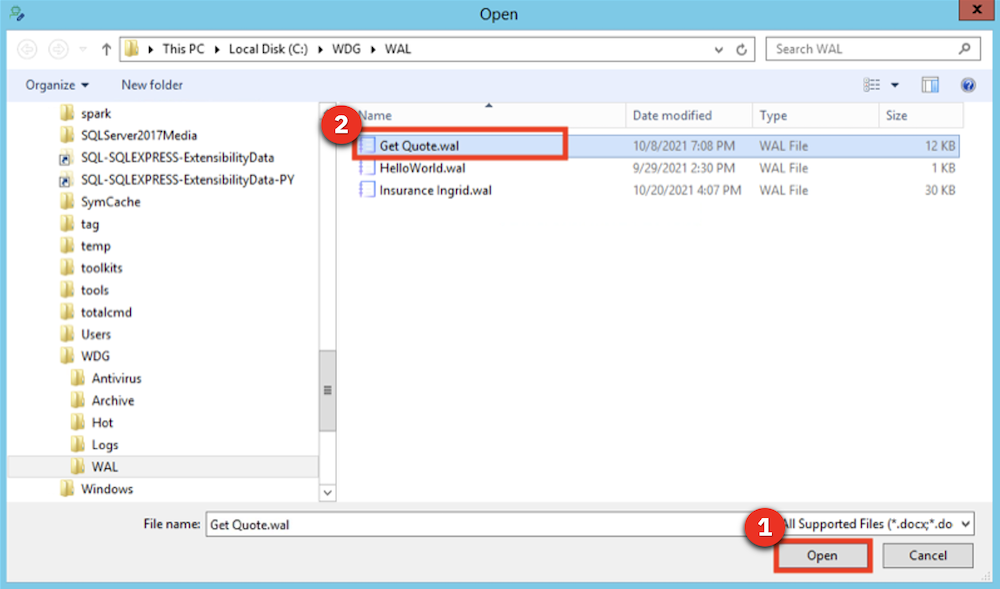 Open
x
This PC Local Disk (C:) WDG WAL
Search WAL
Organize
New folder
spark
SQLServer2017Media
SQL-SQLEXPRESS-ExtensibilityData
SQL-SQLEXPRESS-ExtensibilityData-PY
SymCache
tag
temp
toolkits
tools
totalcmd
Users
WDG
Antivirus
Archive
Hot
Logs
WAL
Windows
2
Name Date modified Type Size
Get Quote.wal 10/8/2021 7:08 PM WAL File 12 KB
HelloWorld.wal 9/29/2021 2:30 PM WAL File 1 KB
Insurance Ingrid.wal 10/20/2021 4:07 PM WAL File 30 KB
File name: Get Quote.wal
1
All Supported Files (*.docx;*.do
Open
Cancel